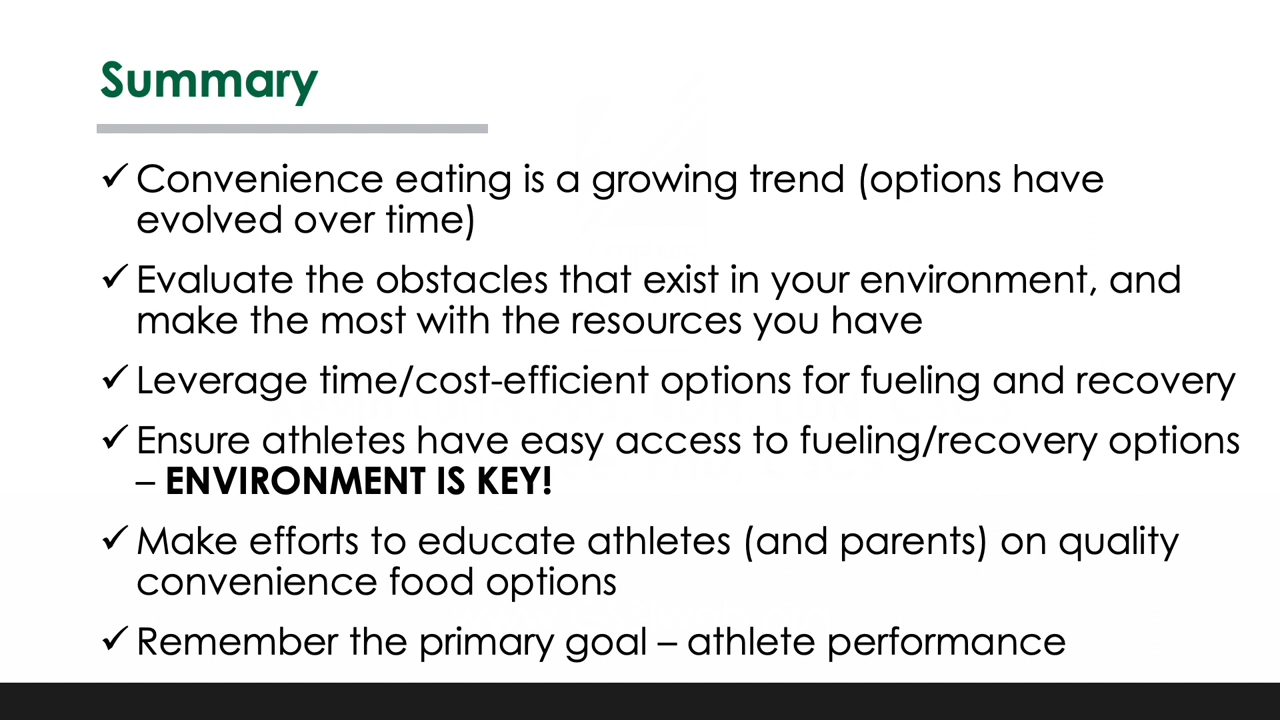 Summary
✓ Convenience eating is a growing trend (options have
evolved over time)
✓ Evaluate the obstacles that exist in your environment, and
make the most with the resources you have
✓ Leverage time/cost-efficient options for fueling and recovery
✓ Ensure athletes have easy access to fueling/recovery options
– ENVIRONMENT IS KEY!
✓ Make efforts to educate athletes (and parents) on quality
convenience food options
✓ Remember the primary goal – athlete performance